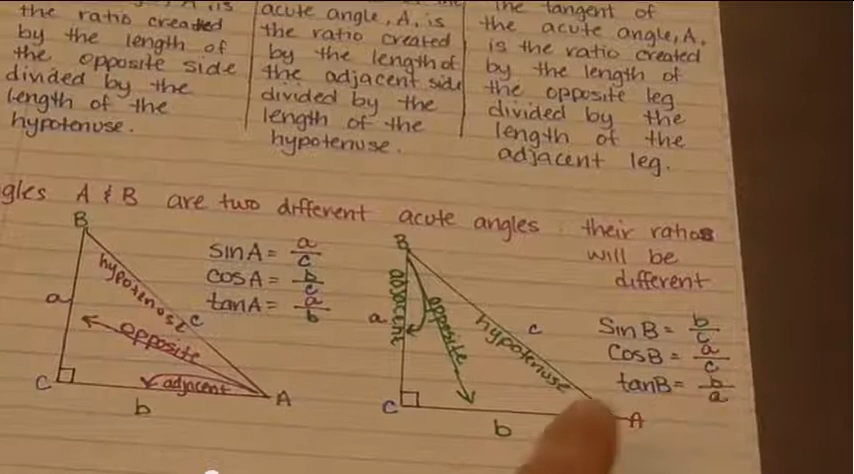 is
the ratio created
by the length of
the opposite side
divided by the
length of the
hypotenuse.
acute angle, A, is
the ratio created
by the length of
the adjacent side
divided by the
length of the
hypotenuse.
the tangent of
the acute angle, A,
is the ratio created
by the length of
the opposite leg
divided by the
length of the
adjacent leg.
gles A & B are two different acute angles : their ratios
will be
different
B
hypotenuse
a
c
opposite
adjacent
C
A
b
sinA = a/c
cosA = b/c
tanA = a/b
B
adjacent
a
opposite
hypotenuse
c
C
A
b
SinB = b/c
CosB = a/c
tanB = b/a